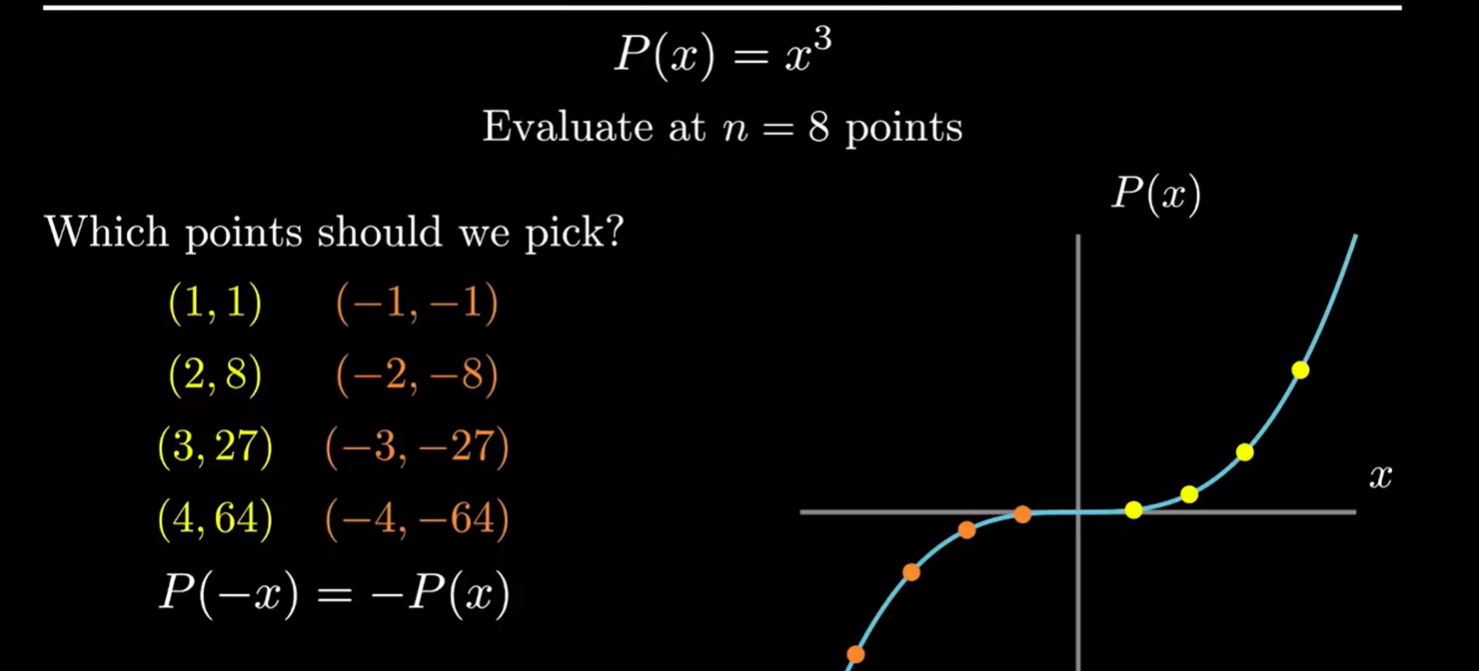 P(x) = x³
Evaluate at n = 8 points
P(x)
Which points should we pick?
(1, 1) (−1, −1)
(2, 8) (−2, −8)
(3, 27) (−3, −27)
x
(4, 64) (−4, −64)
P(−x) = −P(x)